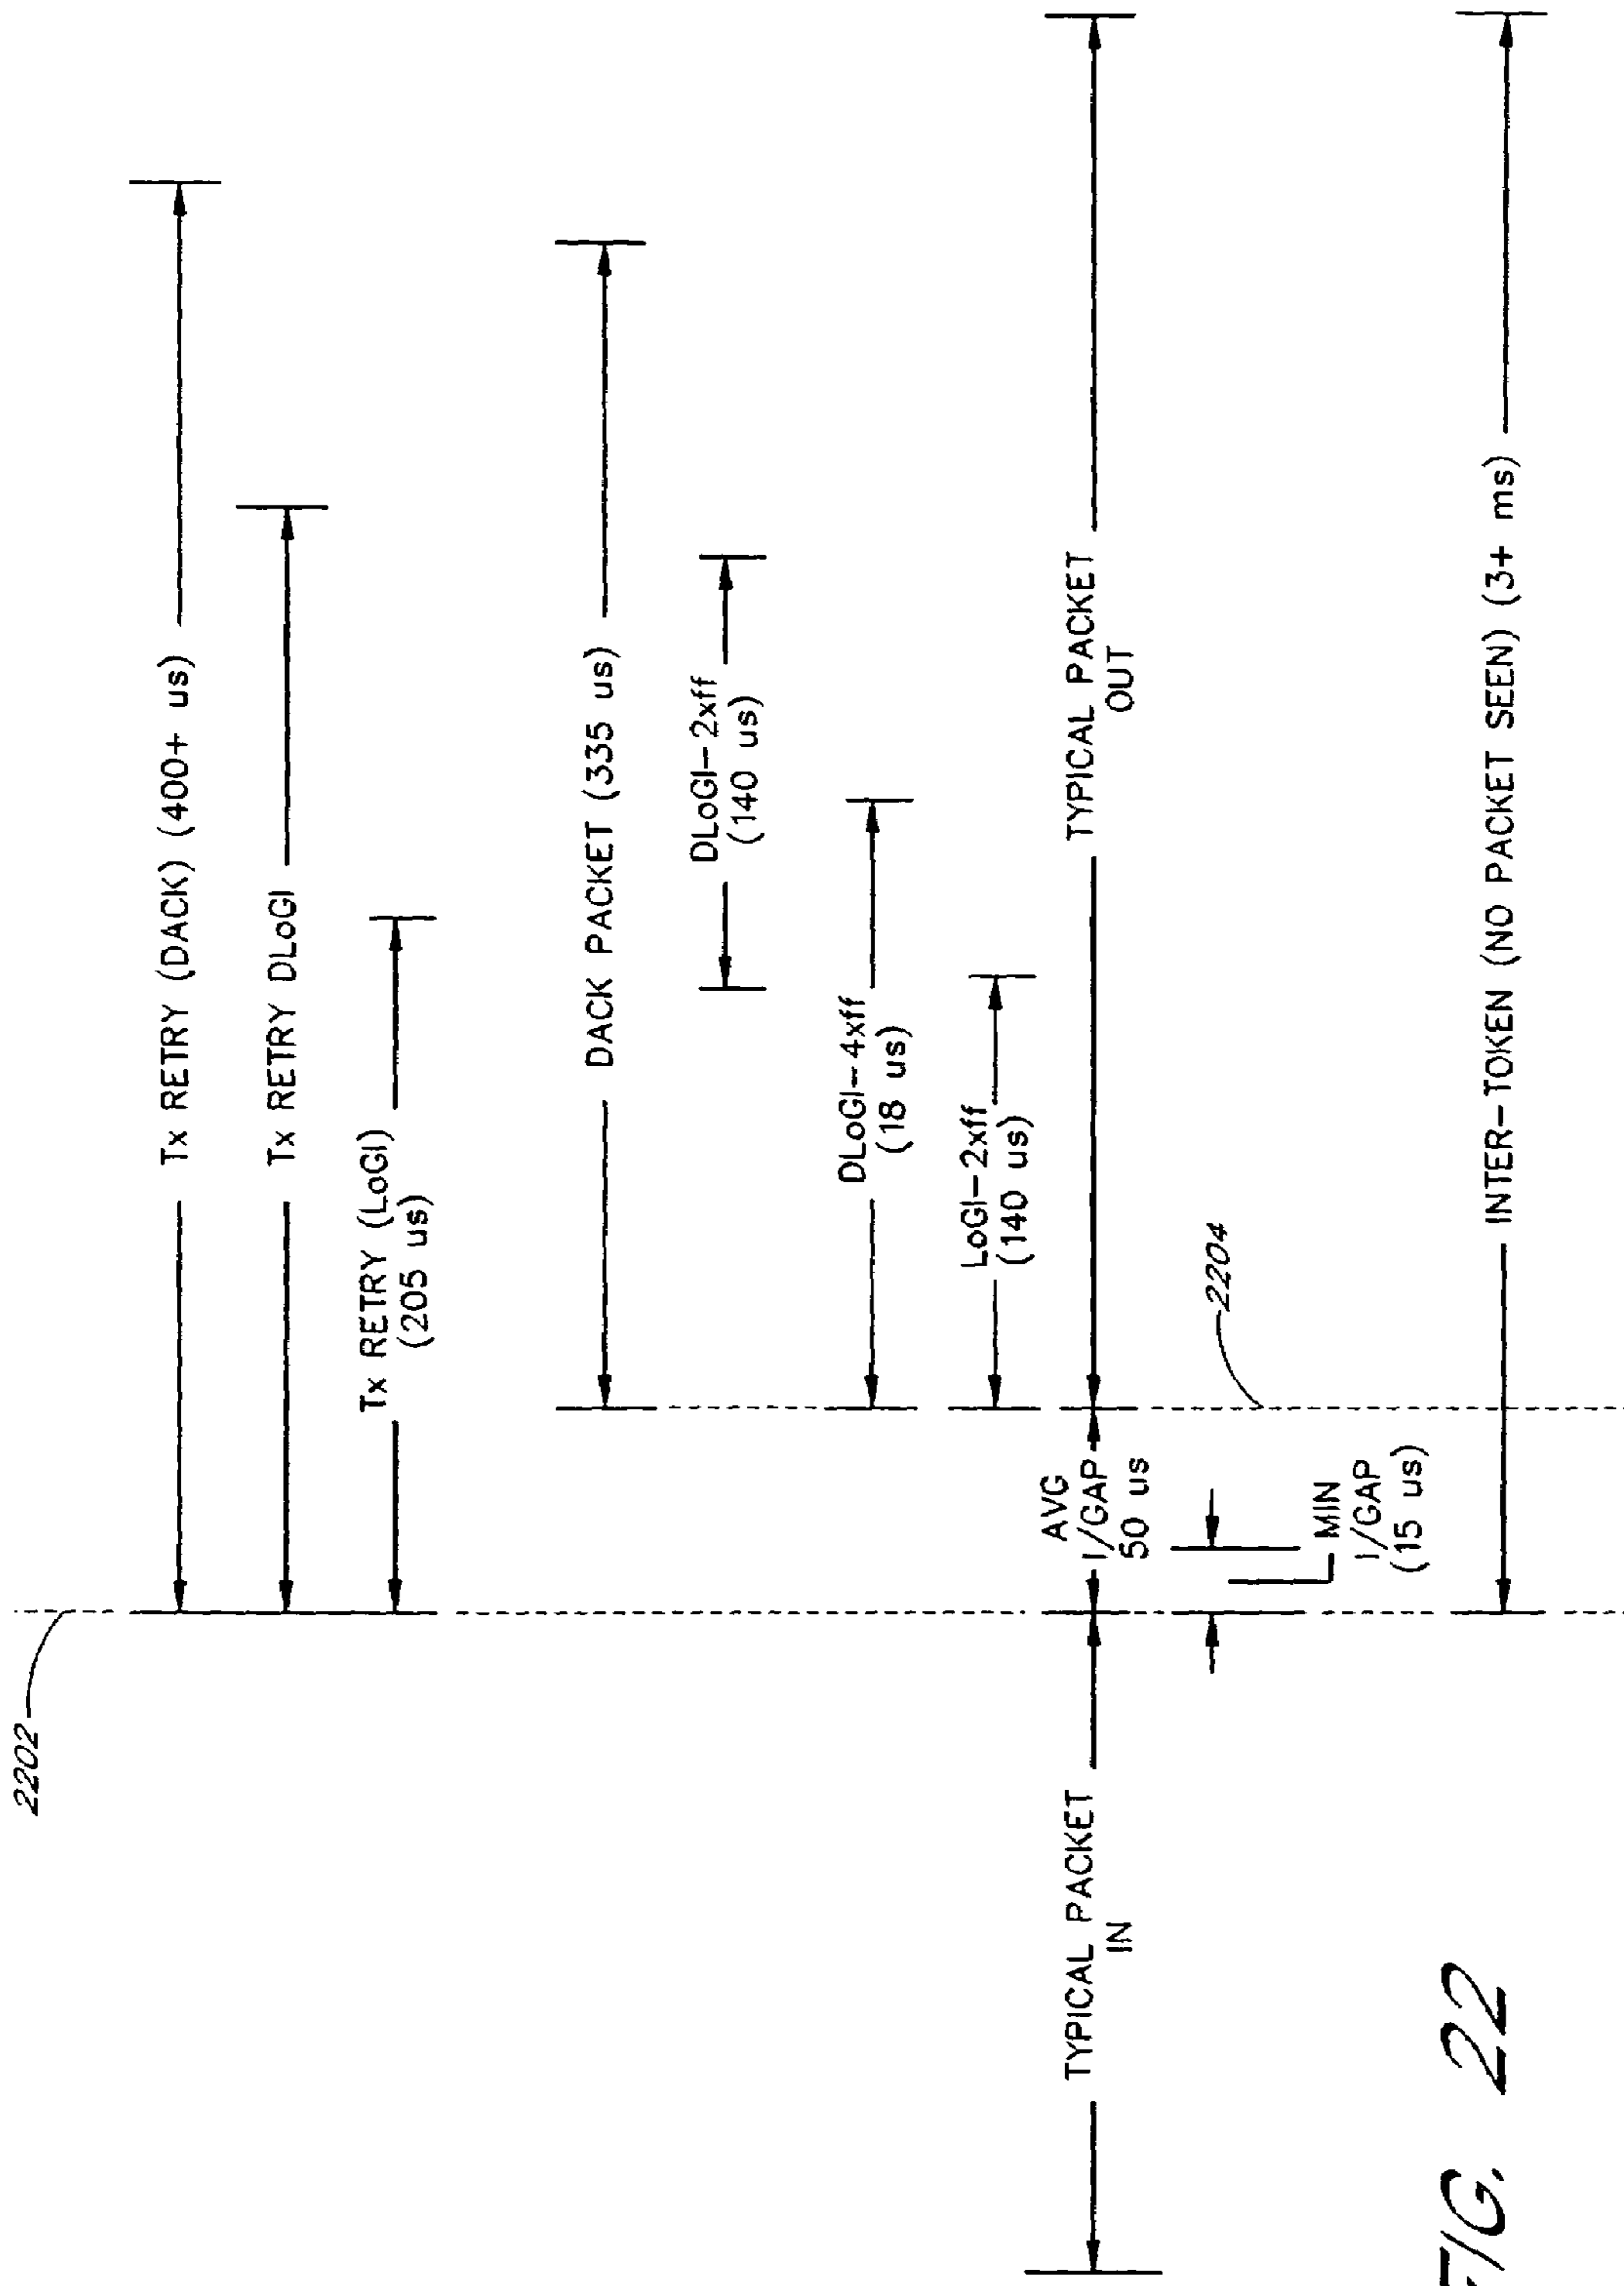 2202
Tx RETRY (DACK) (400+ us)
Tx RETRY DLoGI
Tx RETRY (LoGI)
(205 us)
DACK PACKET (335 us)
DLoGI-2xff
(140 us)
DLoGI-4xff
(18 us)
LoGI-2xff
(140 us)
TYPICAL PACKET
IN
AVG
I/GAP
50 us
TYPICAL PACKET
OUT
2204
MIN
I/GAP
(15 us)
INTER-TOKEN (NO PACKET SEEN) (3+ ms)
FIG. 22